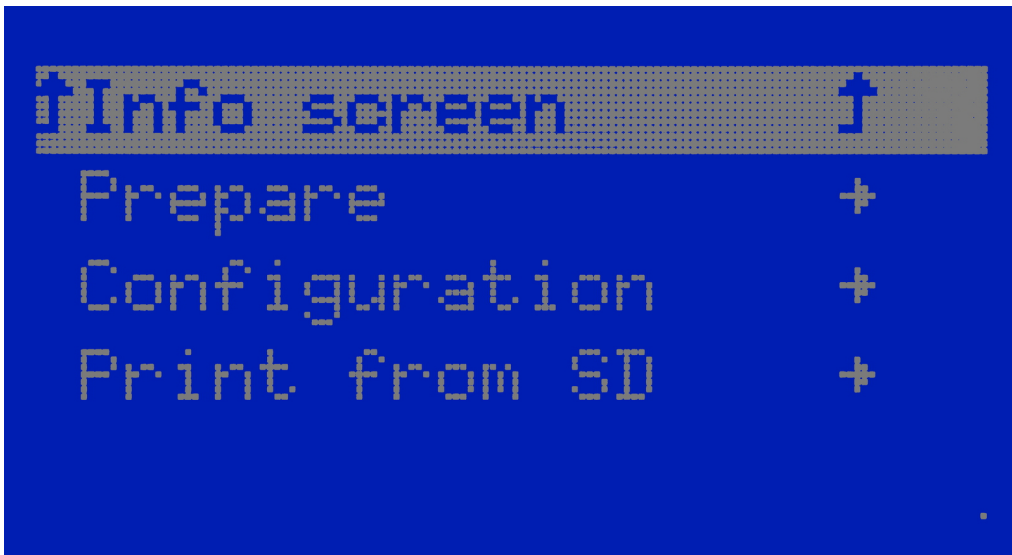 ↑Info screen ↑
Prepare →
Configuration →
Print from SD →